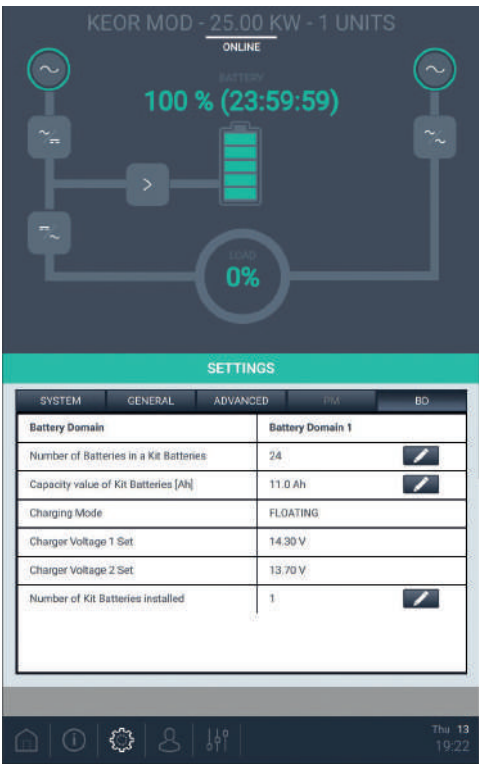 KEOR MOD - 25.00 KW - 1 UNITS
ONLINE
BATTERY
100 % (23:59:59)
LOAD
0%
SETTINGS
SYSTEM GENERAL ADVANCED PM BD
Battery Domain Battery Domain 1
Number of Batteries in a Kit Batteries 24
Capacity value of Kit Batteries [Ah] 11.0 Ah
Charging Mode FLOATING
Charger Voltage 1 Set 14.30 V
Charger Voltage 2 Set 13.70 V
Number of Kit Batteries installed 1
Thu 13
19:22